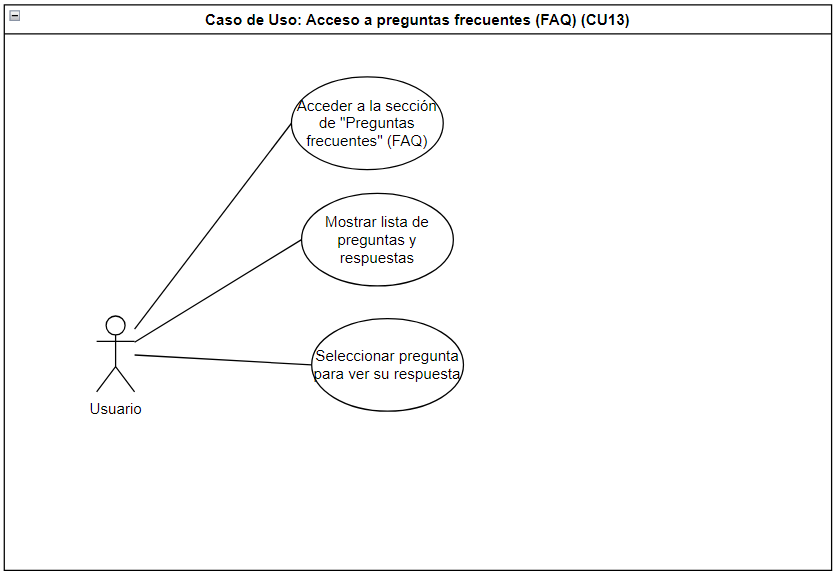 Caso de Uso: Acceso a preguntas frecuentes (FAQ) (CU13)
Acceder a la sección
de "Preguntas
frecuentes" (FAQ)
Mostrar lista de
preguntas y
respuestas
Seleccionar pregunta
para ver su respuesta
Usuario